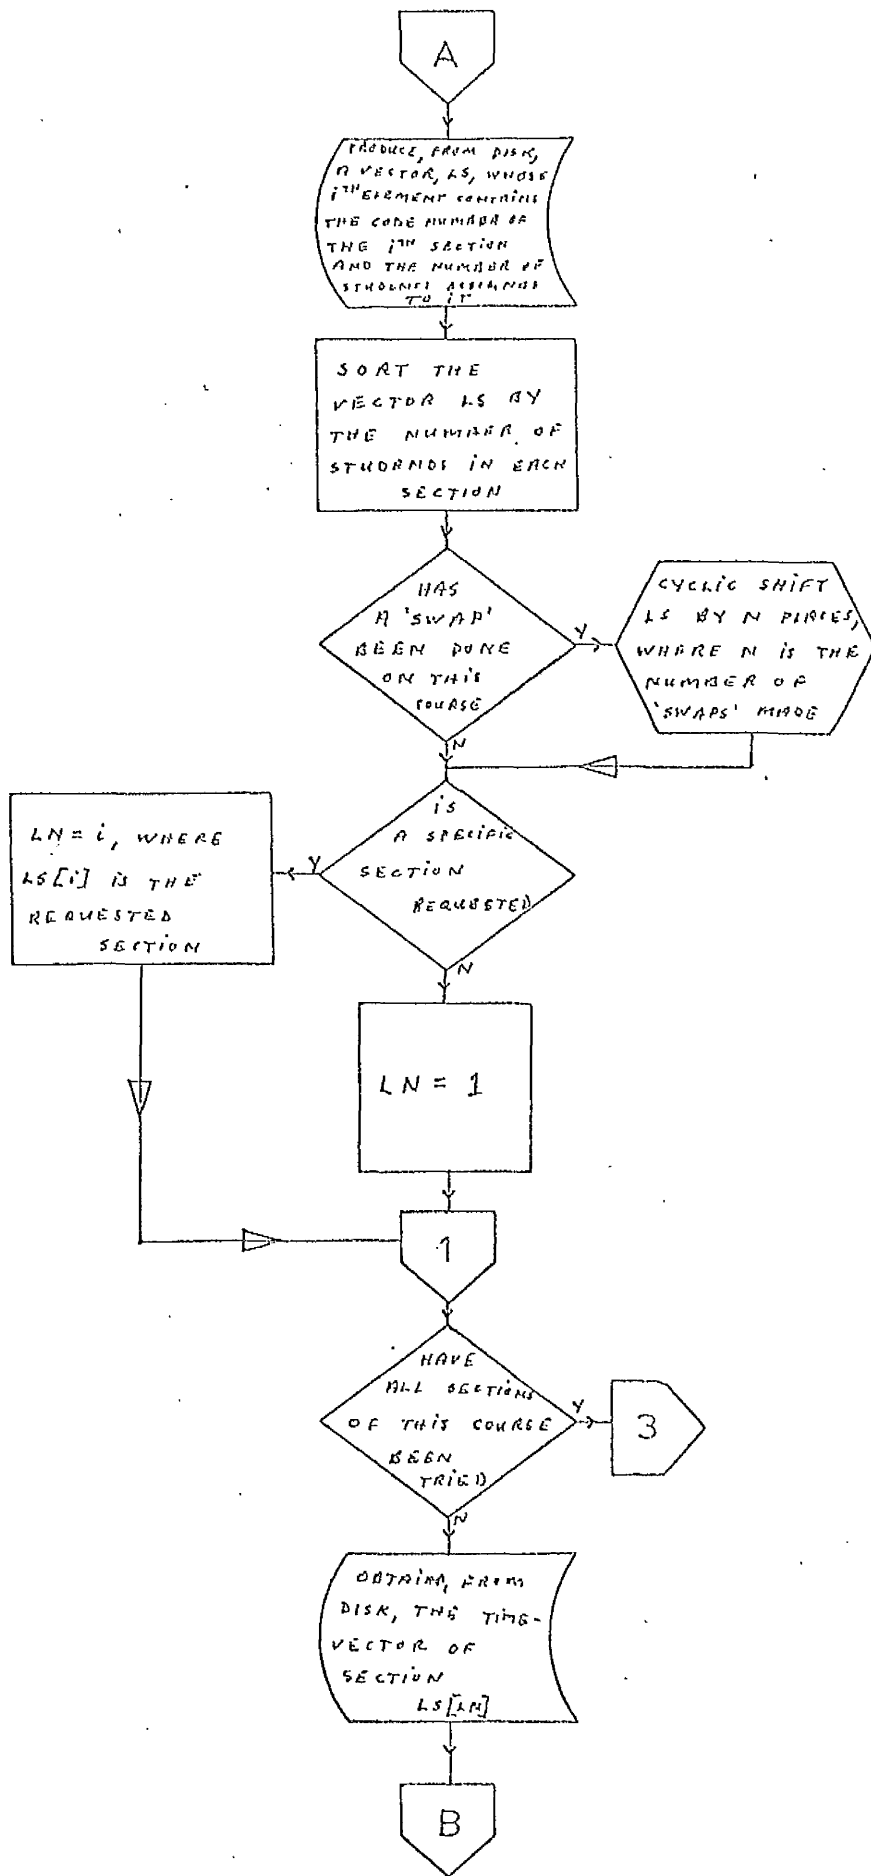 A
PRODUCE, FROM DISK,
A VECTOR, LS, WHOSE
iTH ELEMENT CONTAINS
THE CODE NUMBER OF
THE iTH SECTION
AND THE NUMBER OF
STUDENTS ASSIGNED
TO iT
SORT THE
VECTOR LS BY
THE NUMBER OF
STUDENDS iN EACH
SECTION
HAS
A 'SWAP'
BEEN DONE
ON THIS
COURSE
Y
N
CYCLIC SHIFT
LS BY N PLACES,
WHERE N IS THE
NUMBER OF
'SWAPS' MADE
iS
A SPECIFIC
SECTION
REQUESTED
Y
N
LN = i, WHERE
LS[i] IS THE
REQUESTED
SECTION
LN = 1
1
HAVE
ALL SECTIONS
OF THIS COURSE
BEEN
TRIED
Y
N
3
OBTAIN, FROM
DISK, THE TIME-
VECTOR OF
SECTION
LS[LN]
B